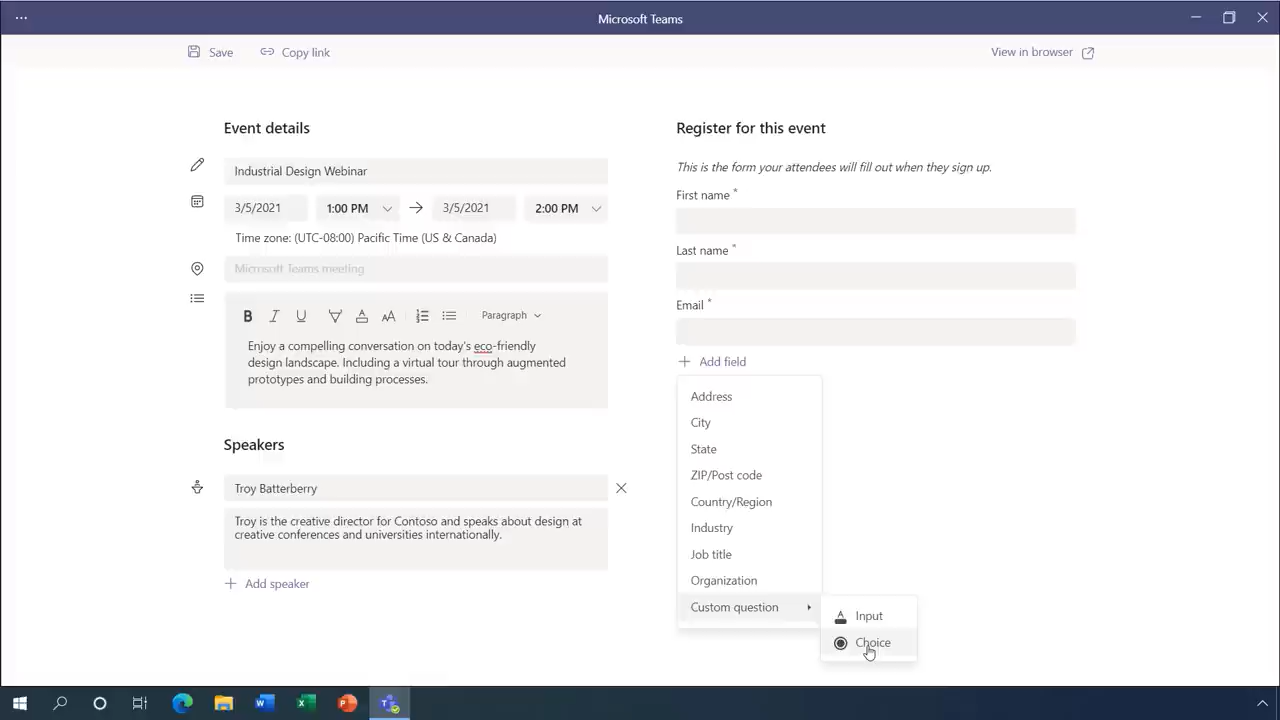 Microsoft Teams
Save
Copy link
View in browser
Event details
Industrial Design Webinar
3/5/2021
1:00 PM
3/5/2021
2:00 PM
Time zone: (UTC-08:00) Pacific Time (US & Canada)
Microsoft Teams meeting
B I U
AA
Paragraph
Enjoy a compelling conversation on today's eco-friendly
design landscape. Including a virtual tour through augmented
prototypes and building processes.
Speakers
Troy Batterberry
Troy is the creative director for Contoso and speaks about design at
creative conferences and universities internationally.
Add speaker
Register for this event
This is the form your attendees will fill out when they sign up.
First name *
Last name *
Email *
Add field
Address
City
State
ZIP/Post code
Country/Region
Industry
Job title
Organization
Custom question
Input
Choice